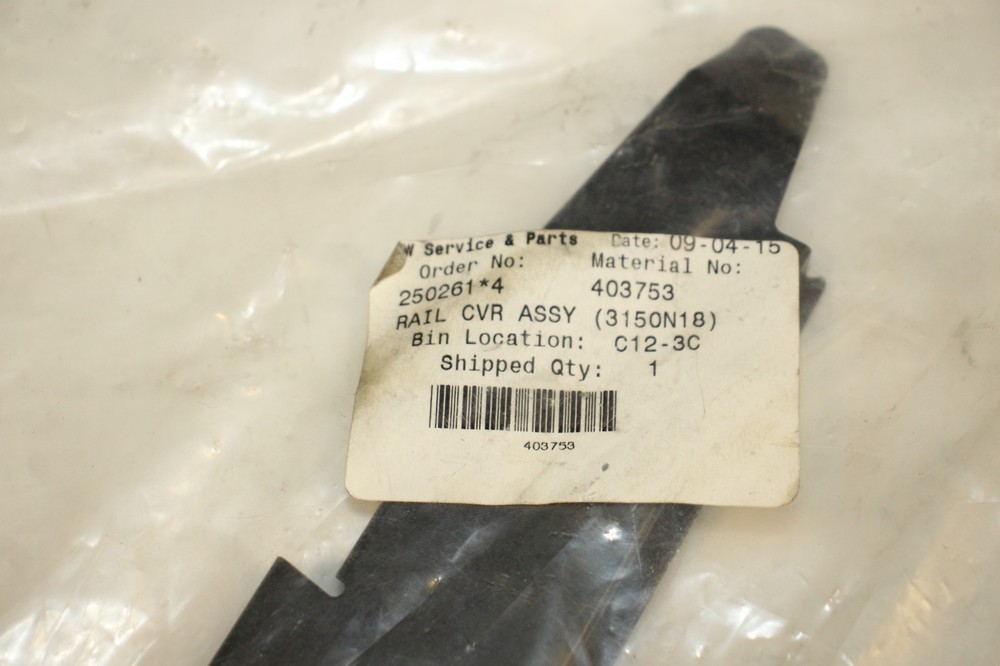 W Service & Parts Date: 09-04-15
Order No: Material No:
250261*4 403753
RAIL CVR ASSY (3150N18)
Bin Location: C12-3C
Shipped Qty: 1
403753